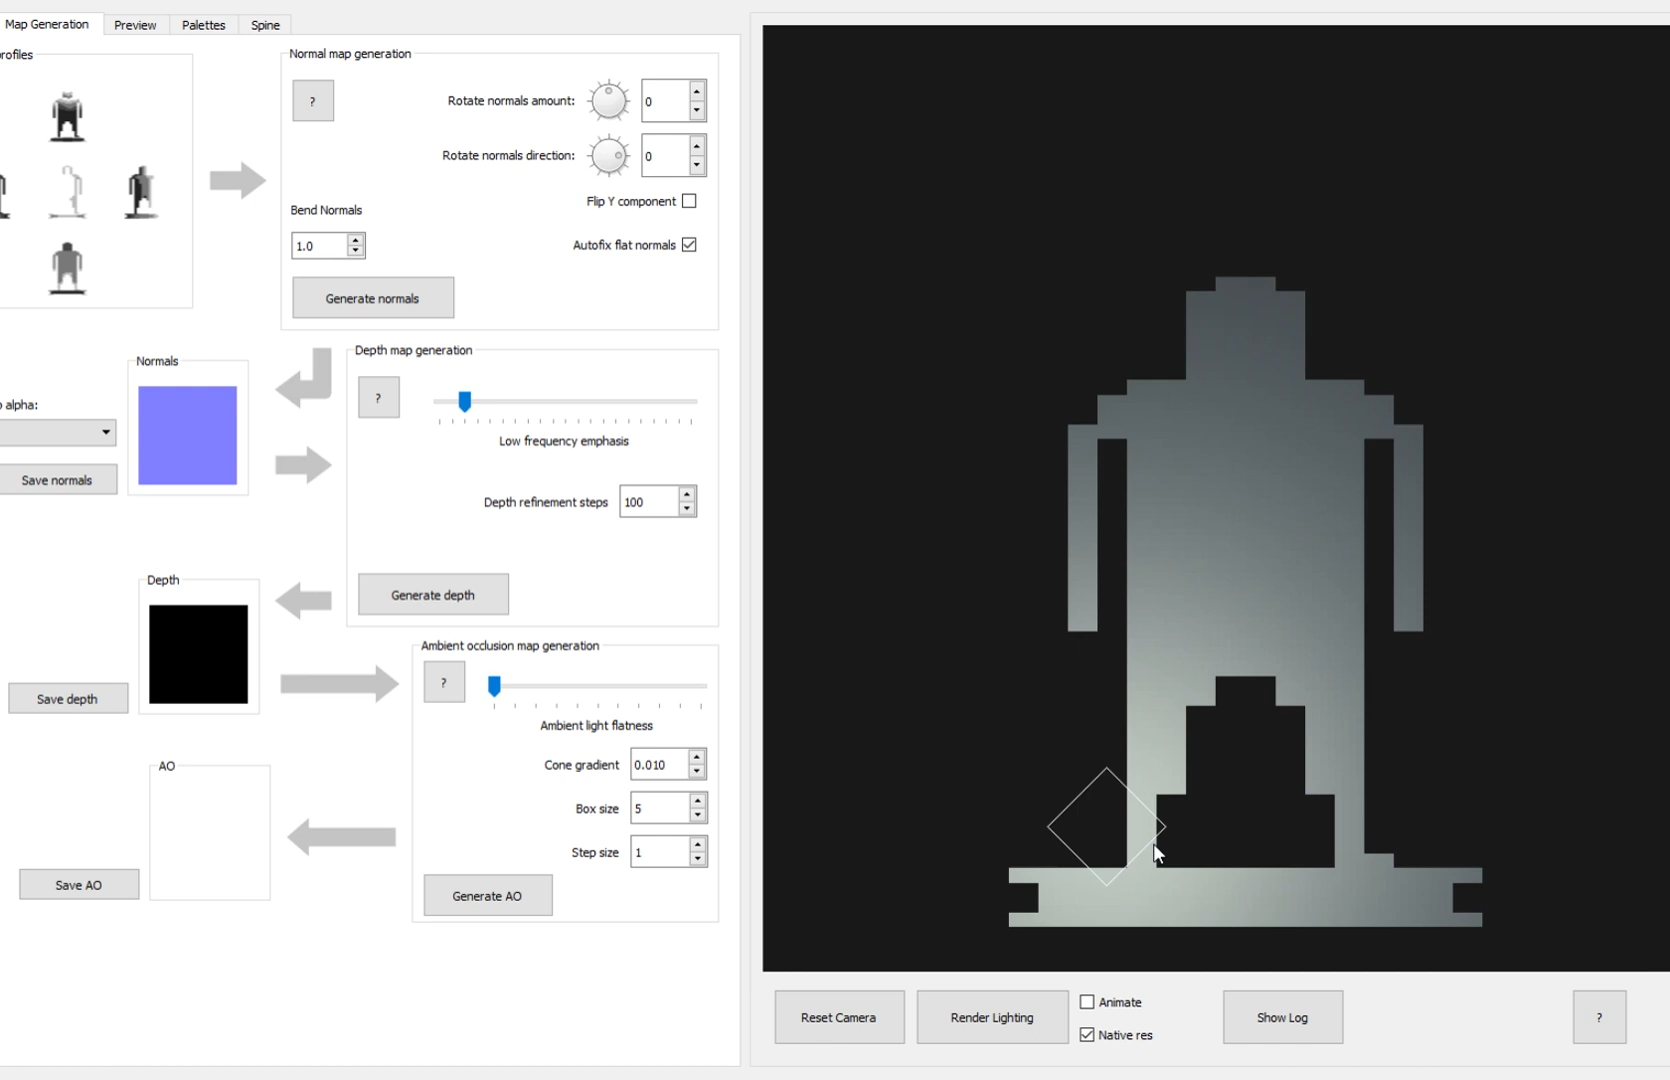 Map Generation
Preview
Palettes
Spine
rofiles
Normal map generation
?
Rotate normals amount:
0
Rotate normals direction:
0
Flip Y component
Bend Normals
1.0
Autofix flat normals
Generate normals
Normals
alpha:
Save normals
Depth map generation
?
Low frequency emphasis
Depth refinement steps
100
Generate depth
Depth
Save depth
Ambient occlusion map generation
?
Ambient light flatness
Cone gradient
0.010
Box size
5
Step size
1
Generate AO
AO
Save AO
Reset Camera
Render Lighting
Animate
Native res
Show Log
?